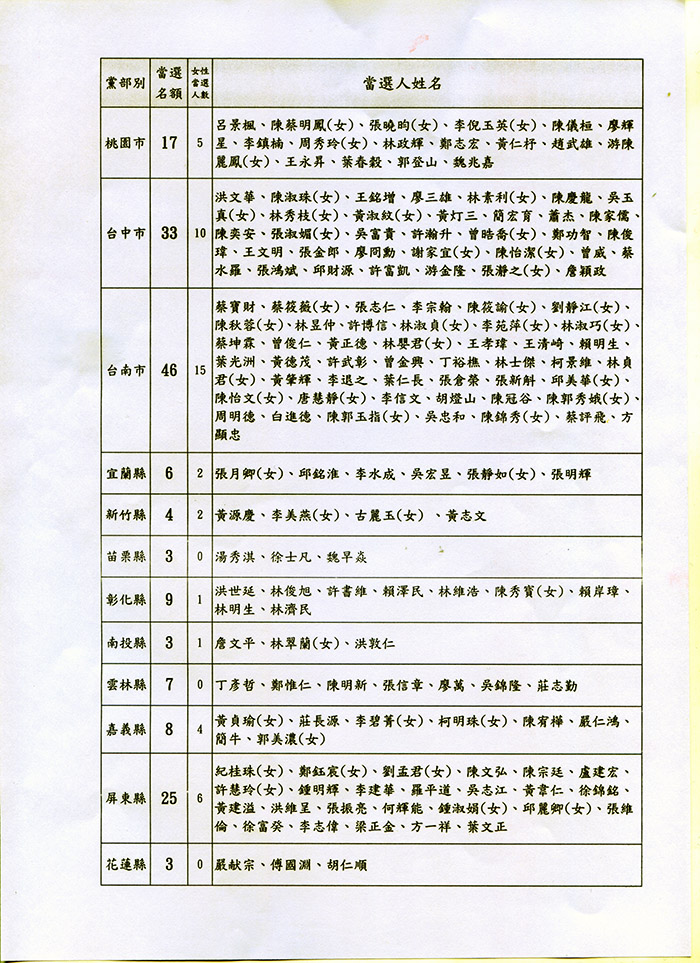 黨部別 當選名額 女性當選人數 當選人姓名
桃園市 17 5 呂景楓、陳蔡明鳳(女)、張曉昀(女)、李倪玉英(女)、陳儀桓、廖輝
星、李鎮楠、周秀玲(女)、林政輝、鄭志宏、黃仁杼、趙武雄、游陳
麗鳳(女)、王永昇、葉春穀、郭登山、魏兆嘉
台中市 33 10 洪文華、陳淑珠(女)、王銘增、廖三雄、林素利(女)、陳慶龍、吳玉
真(女)、林秀枝(女)、黃淑紋(女)、黃灯三、簡宏育、蕭杰、陳家儒、
陳奕安、張淑媚(女)、吳富貴、許瀚升、曾皓喬(女)、鄭功智、陳俊
瑋、王文明、張金郎、廖冏勳、謝家宜(女)、陳怡潔(女)、曾威、蔡
水羅、張鴻斌、邱財源、許富凱、游金隆、張瀞之(女)、詹穎政
台南市 46 15 蔡寶財、蔡筱薇(女)、張志仁、李宗翰、陳筱諭(女)、劉靜江(女)、
陳秋蓉(女)、林昱仲、許博信、林淑貞(女)、李苑萍(女)、林淑巧(女)、
蔡坤霖、曾俊仁、黃正德、林嬰君(女)、王孝瑋、王清崎、賴明生、
葉光洲、黃德茂、許武彰、曾金興、丁裕樵、林士傑、柯景維、林貞
君(女)、黃肇輝、李退之、葉仁長、張倉榮、張新斛、邱美華(女)、
陳怡文(女)、唐慧靜(女)、李信文、胡燈山、陳冠谷、陳郭秀娥(女)、
周明德、白進德、陳郭玉指(女)、吳忠和、陳錦秀(女)、蔡評飛、方
顯忠
宜蘭縣 6 2 張月卿(女)、邱銘淮、李水成、吳宏昱、張靜如(女)、張明輝
新竹縣 4 2 黃源慶、李美燕(女)、古麗玉(女) 、黃志文
苗栗縣 3 0 湯秀淇、徐士凡、魏早焱
彰化縣 9 1 洪世延、林俊旭、許書維、賴澤民、林維浩、陳秀寳(女)、賴岸璋、
林明生、林濟民
南投縣 3 1 詹文平、林翠蘭(女)、洪敦仁
雲林縣 7 0 丁彥哲、鄭惟仁、陳明新、張信章、廖萬、吳錦隆、莊志勤
嘉義縣 8 4 黃貞瑜(女)、莊長源、李碧菁(女)、柯明珠(女)、陳宥樺、嚴仁鴻、
簡牛、郭美濃(女)
屏東縣 25 6 紀桂珠(女)、鄭鈺宸(女)、劉孟君(女)、陳文弘、陳宗廷、盧建宏、
許慧玲(女)、鍾明輝、李建華、羅平道、吳志江、黃韋仁、徐錦銘、
黃建溢、洪維呈、張振亮、何輝能、鍾淑娟(女)、邱麗卿(女)、張維
倫、徐富癸、李志偉、梁正金、方一祥、葉文正
花蓮縣 3 0 嚴献宗、傅國淵、胡仁順